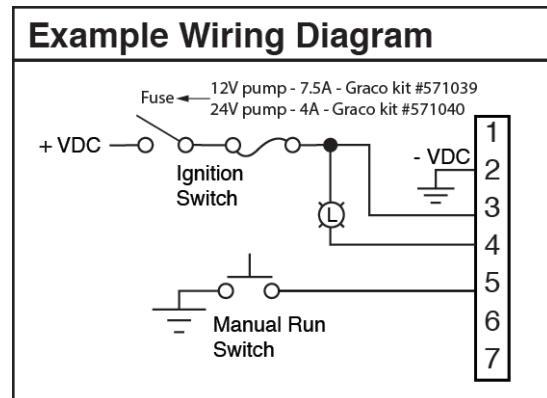 Example Wiring Diagram
12V pump - 7.5A - Graco kit #571039
Fuse
24V pump - 4A - Graco kit #571040
+ VDC
Ignition
Switch
- VDC
1
2
3
4
5
6
7
L
Manual Run
Switch